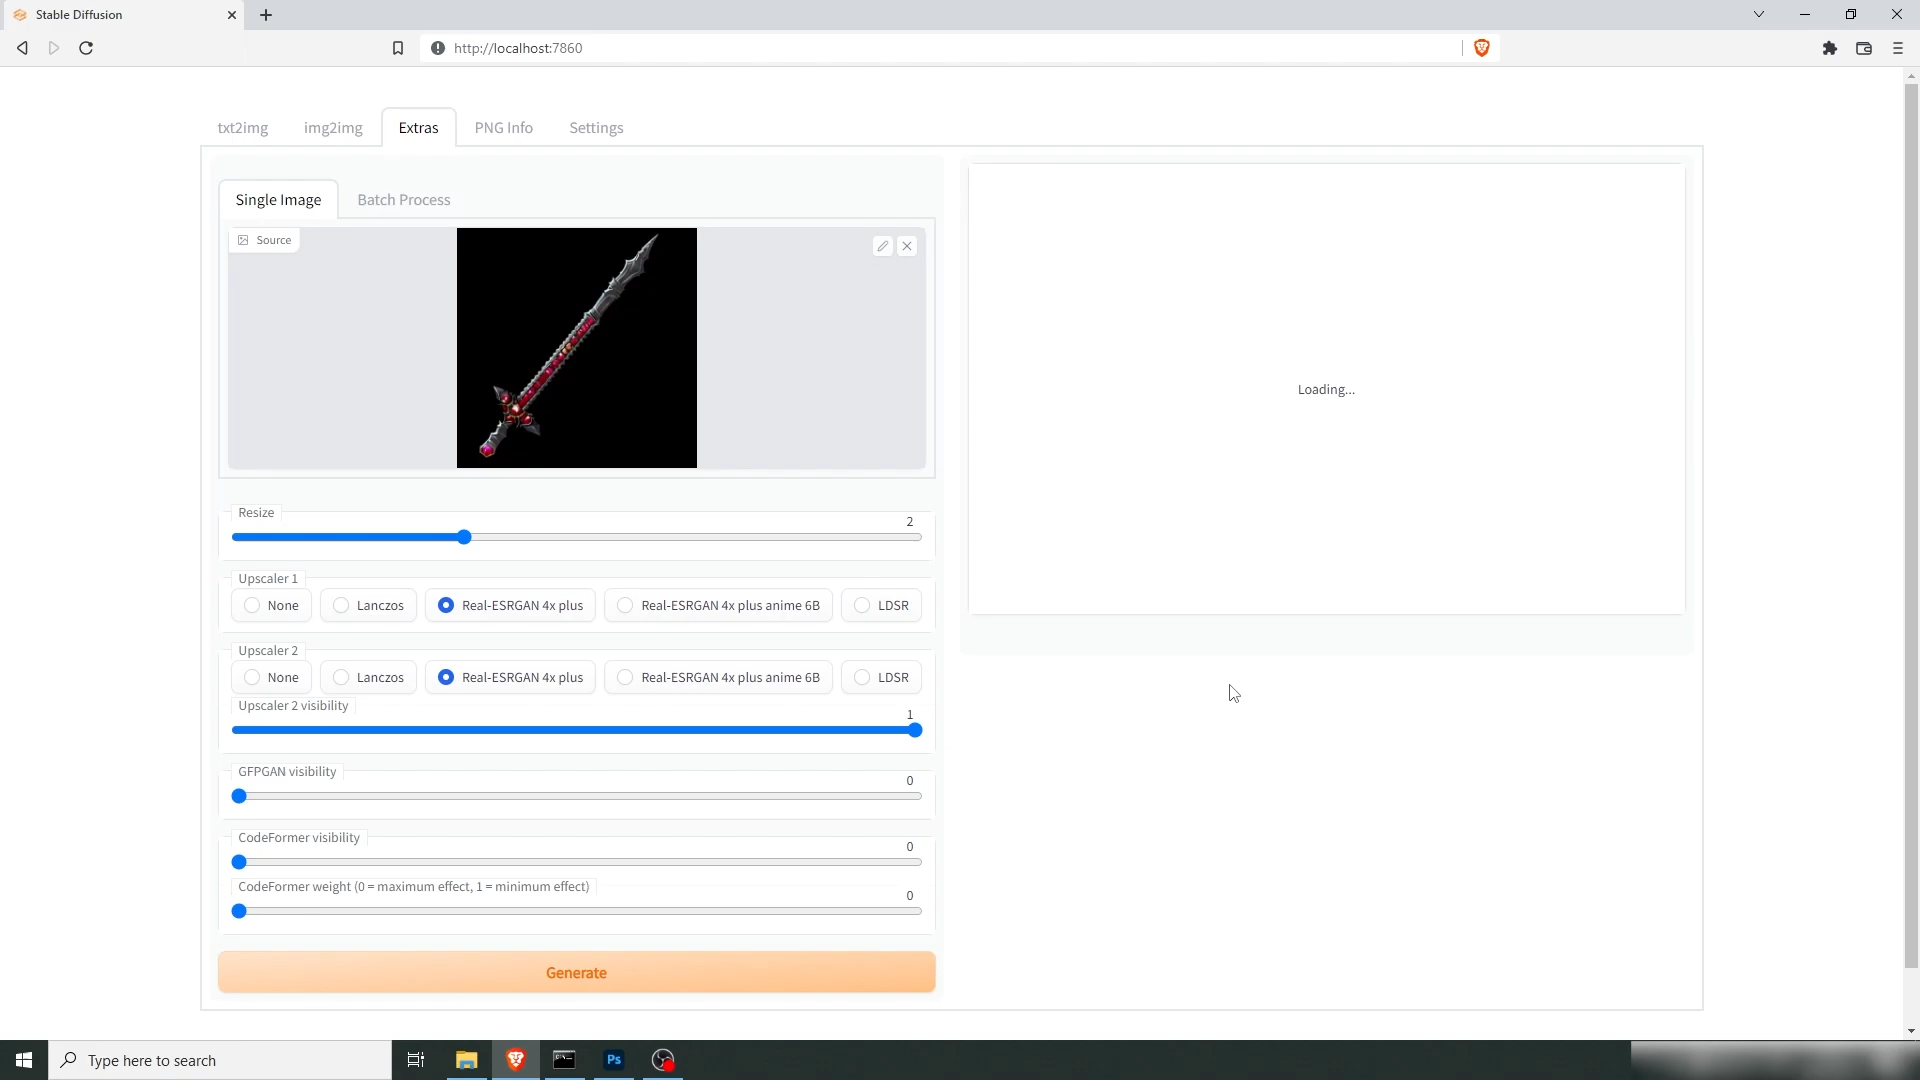 Stable Diffusion
http://localhost:7860
txt2img img2img Extras PNG Info Settings
Single Image Batch Process
Source
Loading...
Resize
2
Upscaler 1
None Lanczos Real-ESRGAN 4x plus Real-ESRGAN 4x plus anime 6B LDSR
Upscaler 2
None Lanczos Real-ESRGAN 4x plus Real-ESRGAN 4x plus anime 6B LDSR
Upscaler 2 visibility
1
GFPGAN visibility
0
CodeFormer visibility
0
CodeFormer weight (0 = maximum effect, 1 = minimum effect)
0
Generate
Type here to search
Ps